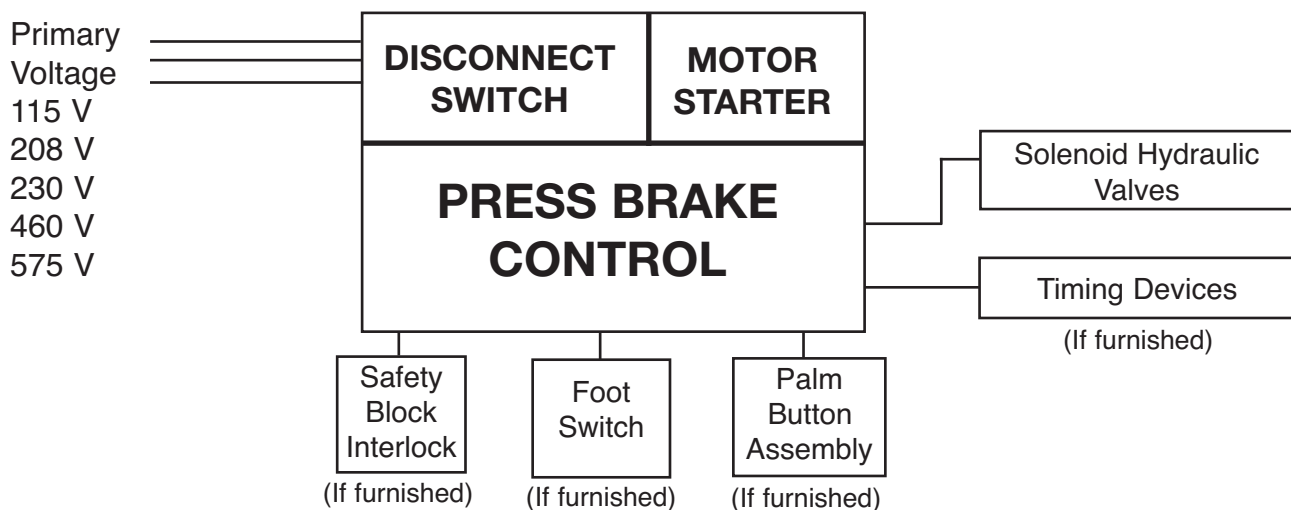 Primary
Voltage
115 V
208 V
230 V
460 V
575 V
DISCONNECT
SWITCH
MOTOR
STARTER
PRESS BRAKE
CONTROL
Solenoid Hydraulic
Valves
Timing Devices
(If furnished)
Safety
Block
Interlock
(If furnished)
Foot
Switch
(If furnished)
Palm
Button
Assembly
(If furnished)